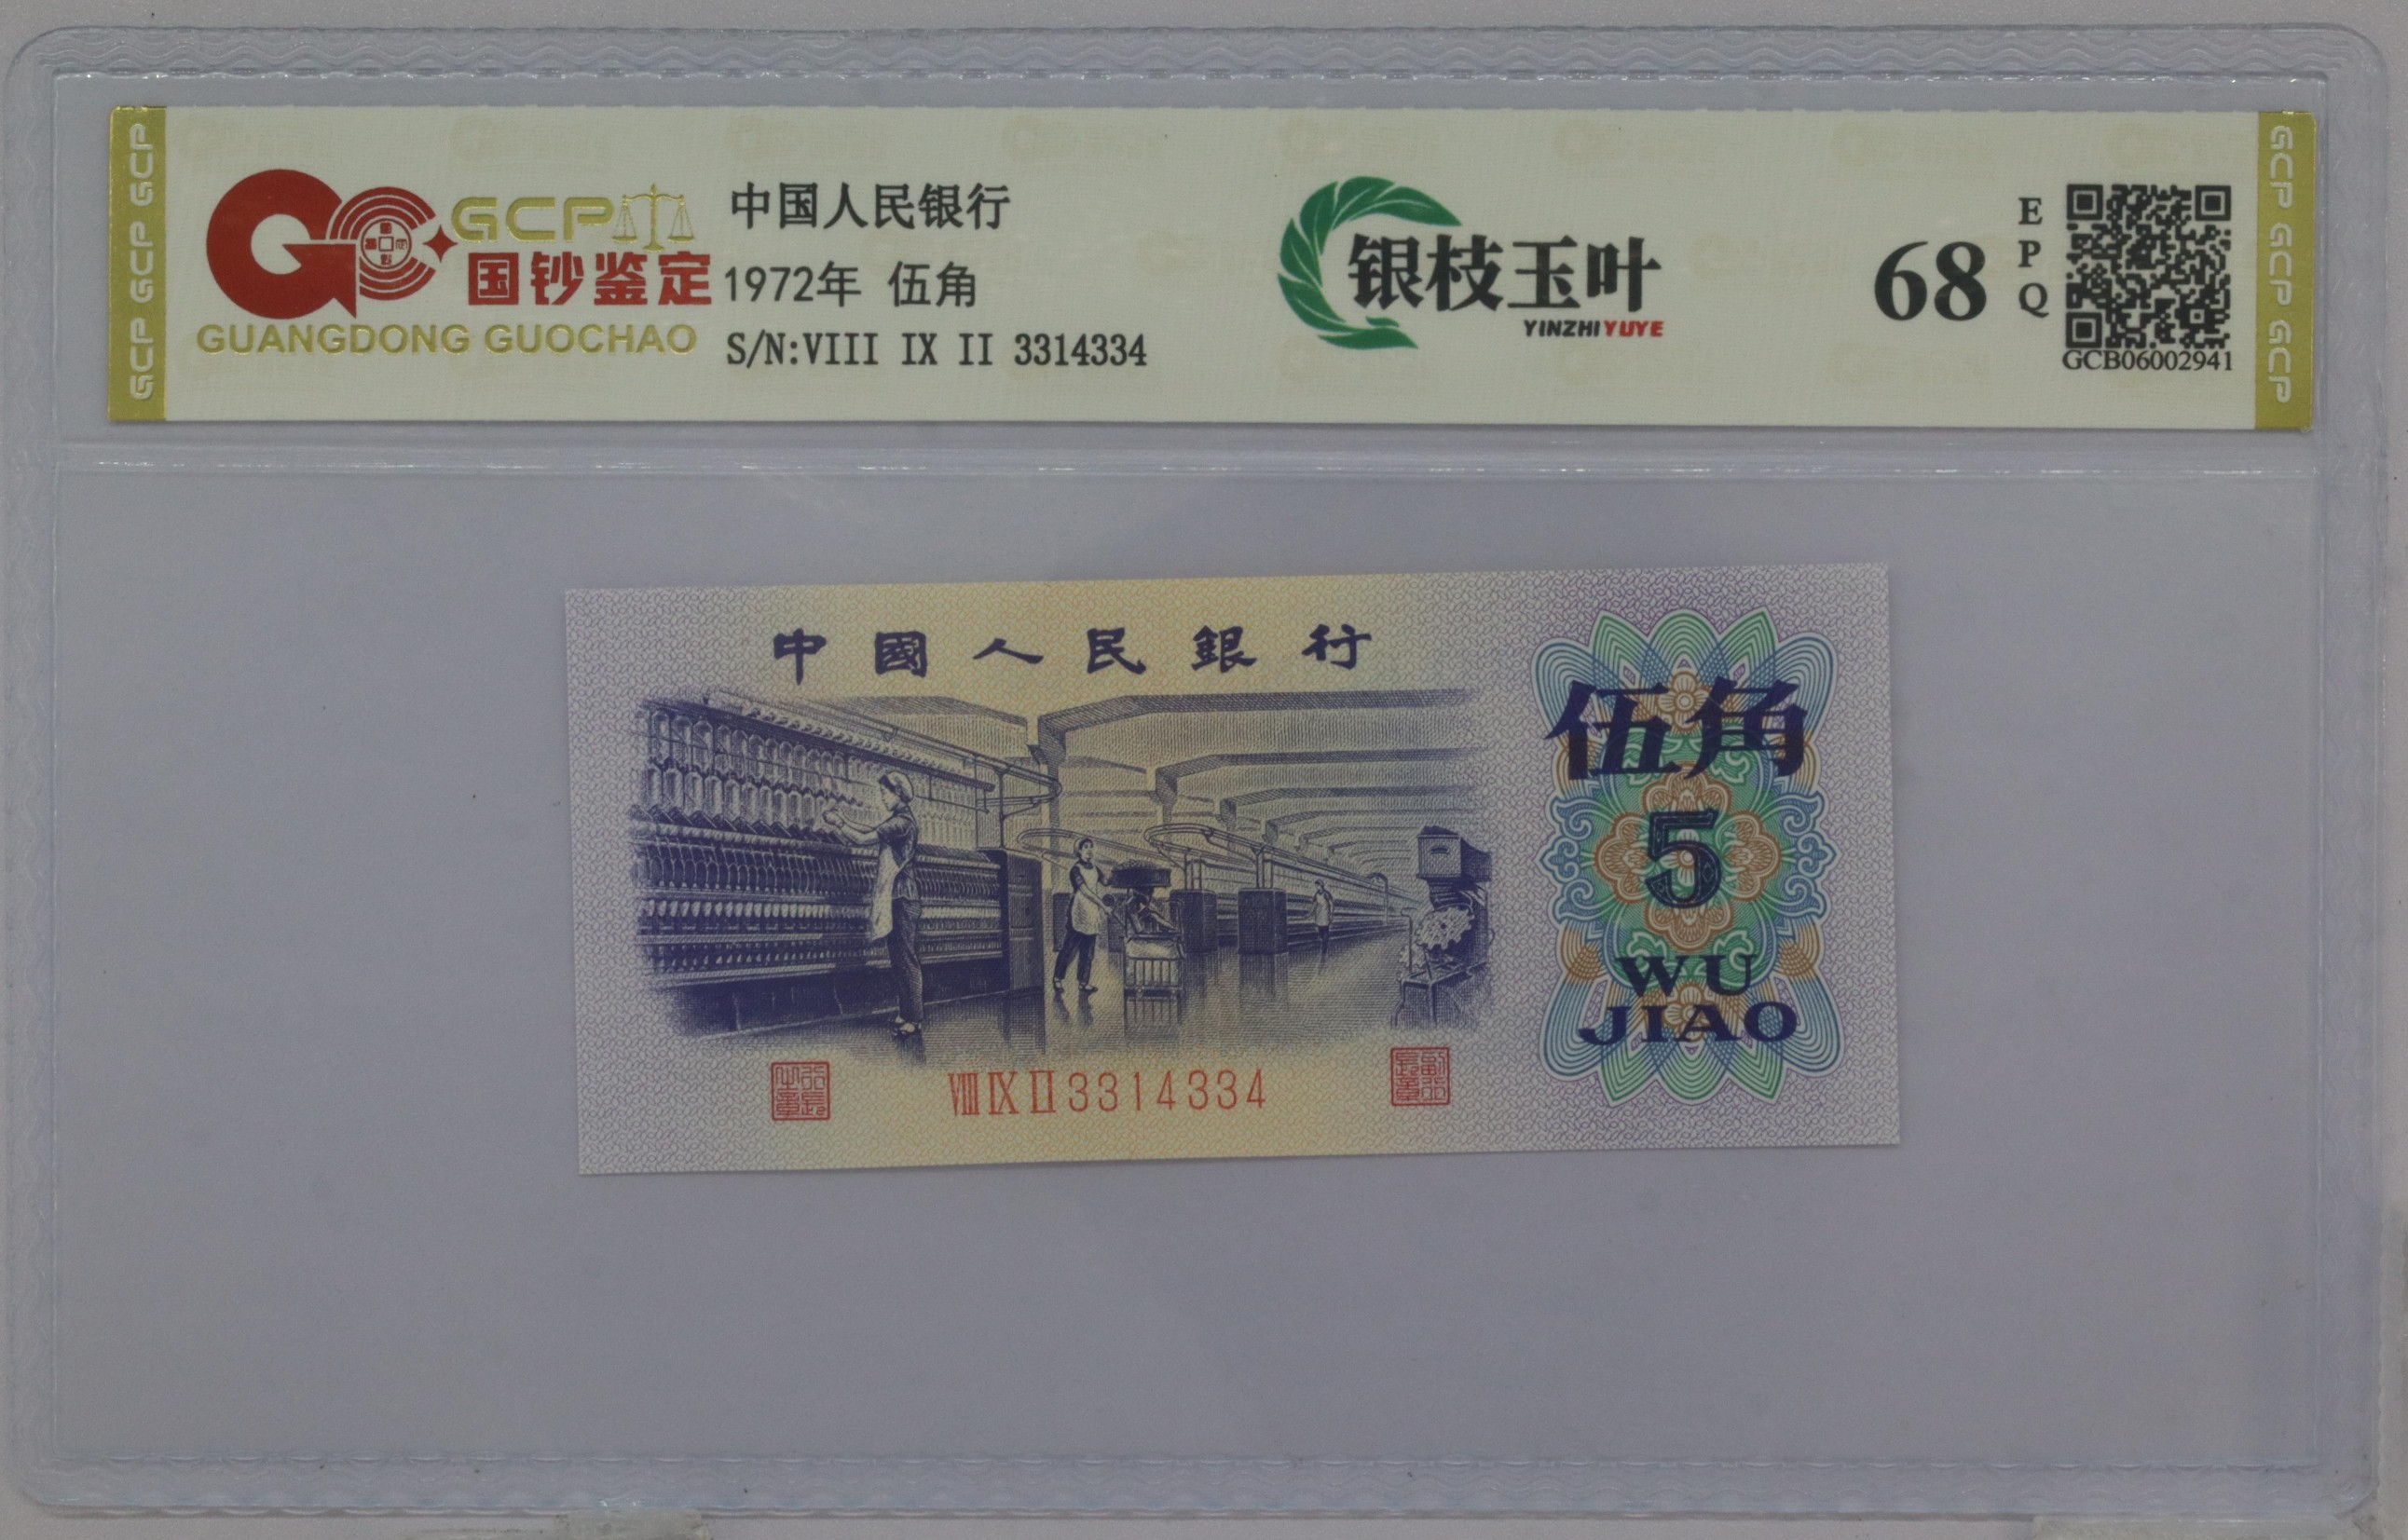 GCP GCP GCP
GCP
国钞鉴定
GUANGDONG GUOCHAO
中国人民银行
1972年 伍角
S/N:VIII IX II 3314334
银枝玉叶
YINZHIYUYE
68
EPQ
GCB06002941
GCP GCP GCP
中國人民銀行
伍角
5
WU
JIAO
VIII IX II 3314334